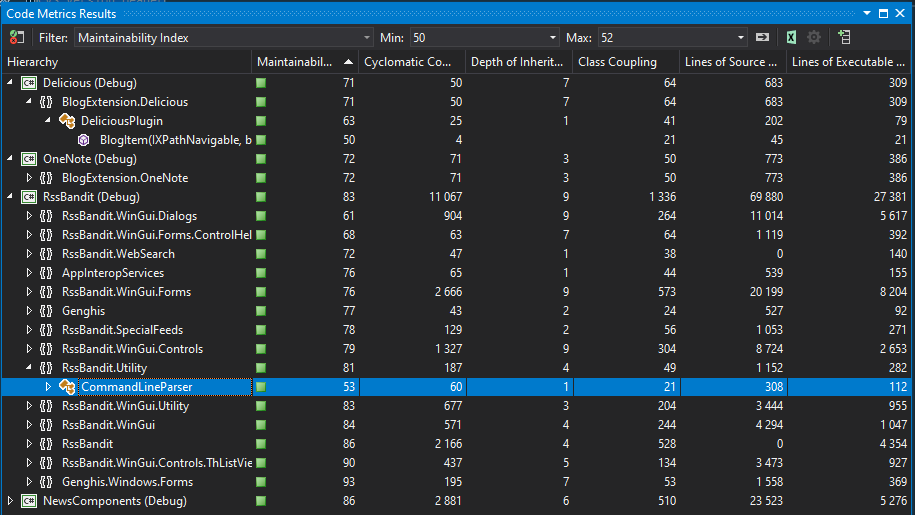 Code Metrics Results
Filter: Maintainability Index Min: 50 Max: 52
Hierarchy Maintainabil... Cyclomatic Co... Depth of Inherit... Class Coupling Lines of Source ... Lines of Executable ...
C# Delicious (Debug) 71 50 7 64 683 309
{} BlogExtension.Delicious 71 50 7 64 683 309
DeliciousPlugin 63 25 1 41 202 79
BlogItem(IXPathNavigable, b 50 4 21 45 21
C# OneNote (Debug) 72 71 3 50 773 386
{} BlogExtension.OneNote 72 71 3 50 773 386
C# RssBandit (Debug) 83 11 067 9 1 336 69 880 27 381
{} RssBandit.WinGui.Dialogs 61 904 9 264 11 014 5 617
{} RssBandit.WinGui.Forms.ControlHel 68 63 7 64 1 119 392
{} RssBandit.WebSearch 72 47 1 38 0 140
{} AppInteropServices 76 65 1 44 539 155
{} RssBandit.WinGui.Forms 76 2 666 9 573 20 199 8 204
{} Genghis 77 43 2 24 527 92
{} RssBandit.SpecialFeeds 78 129 2 56 1 053 271
{} RssBandit.WinGui.Controls 79 1 327 9 304 8 724 2 653
{} RssBandit.Utility 81 187 4 49 1 152 282
CommandLineParser 53 60 1 21 308 112
{} RssBandit.WinGui.Utility 83 677 3 204 3 444 955
{} RssBandit.WinGui 84 571 4 244 4 294 1 047
{} RssBandit 86 2 166 4 528 0 4 354
{} RssBandit.WinGui.Controls.ThListVie 90 437 5 134 3 473 927
{} Genghis.Windows.Forms 93 195 7 53 1 558 369
C# NewsComponents (Debug) 86 2 881 6 510 23 523 5 276